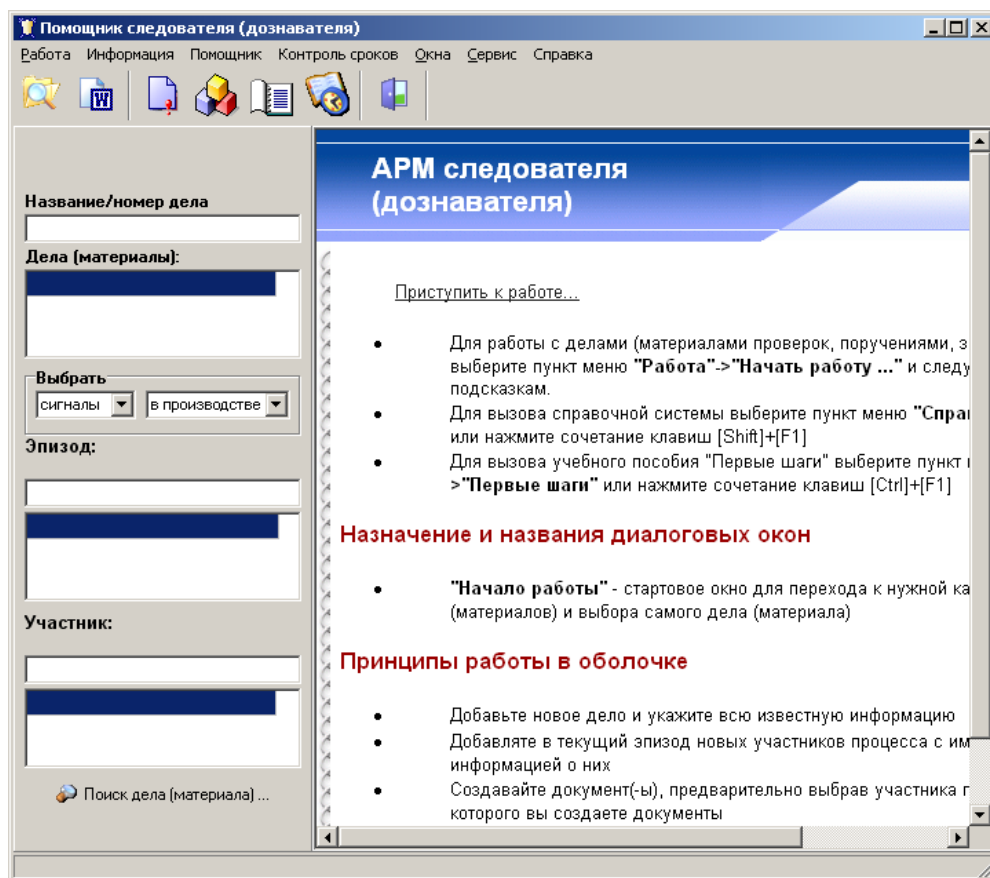 Помощник следователя (дознавателя)
Работа Информация Помощник Контроль сроков Окна Сервис Справка
Название/номер дела
Дела (материалы):
Выбрать
сигналы в производстве
Эпизод:
Участник:
Поиск дела (материала) ...
АРМ следователя
(дознавателя)
Приступить к работе...
• Для работы с делами (материалами проверок, поручениями, з
выберите пункт меню "Работа"->"Начать работу ..." и следу
подсказкам.
• Для вызова справочной системы выберите пункт меню "Спра
или нажмите сочетание клавиш [Shift]+[F1]
• Для вызова учебного пособия "Первые шаги" выберите пункт
>"Первые шаги" или нажмите сочетание клавиш [Ctrl]+[F1]
Назначение и названия диалоговых окон
• "Начало работы" - стартовое окно для перехода к нужной ка
(материалов) и выбора самого дела (материала)
Принципы работы в оболочке
• Добавьте новое дело и укажите всю известную информацию
• Добавляте в текущий эпизод новых участников процесса с им
информацией о них
• Создавайте документ(-ы), предварительно выбрав участника
которого вы создаете документы